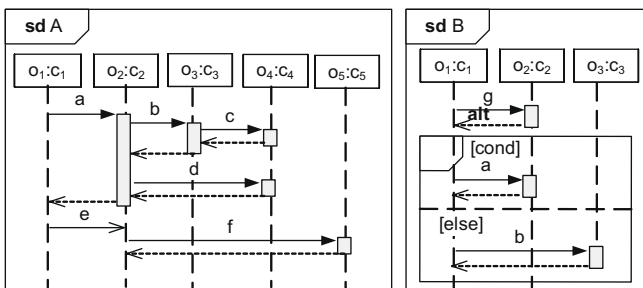 sd A
o₁:c₁ o₂:c₂ o₃:c₃ o₄:c₄ o₅:c₅
a
b
c
d
e
f
sd B
o₁:c₁ o₂:c₂ o₃:c₃
g
alt
[cond]
a
[else]
b